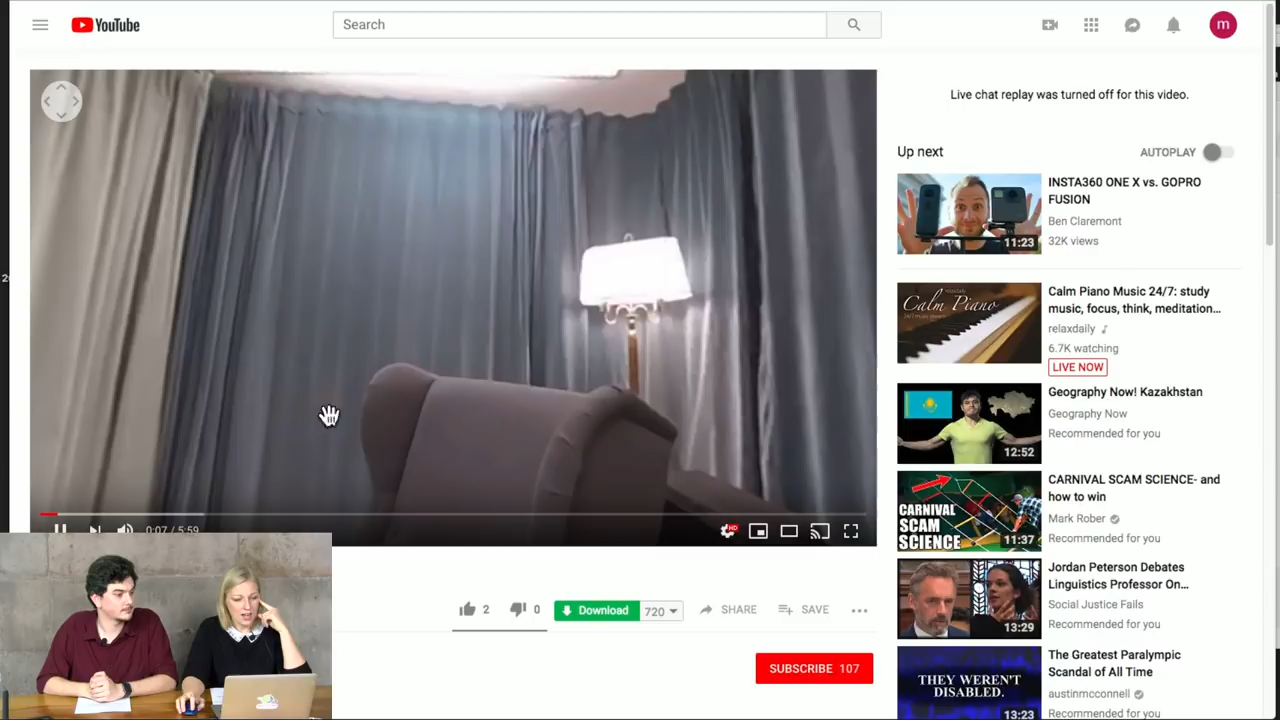 YouTube
Search
m
Live chat replay was turned off for this video.
Up next
AUTOPLAY
INSTA360 ONE X vs. GOPRO
FUSION
Ben Claremont
32K views
11:23
Calm Piano Music 24/7: study
music, focus, think, meditation...
relaxdaily
6.7K watching
LIVE NOW
Calm Piano
Geography Now! Kazakhstan
Geography Now
Recommended for you
12:52
CARNIVAL SCAM SCIENCE- and
how to win
Mark Rober
Recommended for you
CARNIVAL
SCAM
SCIENCE
11:37
Jordan Peterson Debates
Linguistics Professor On...
Social Justice Fails
Recommended for you
13:29
The Greatest Paralympic
Scandal of All Time
austinmcconnell
Recommended for you
THEY WEREN'T
DISABLED.
13:23
0:07 / 5:59
HD
2
0
Download
720
SHARE
SAVE
SUBSCRIBE 107